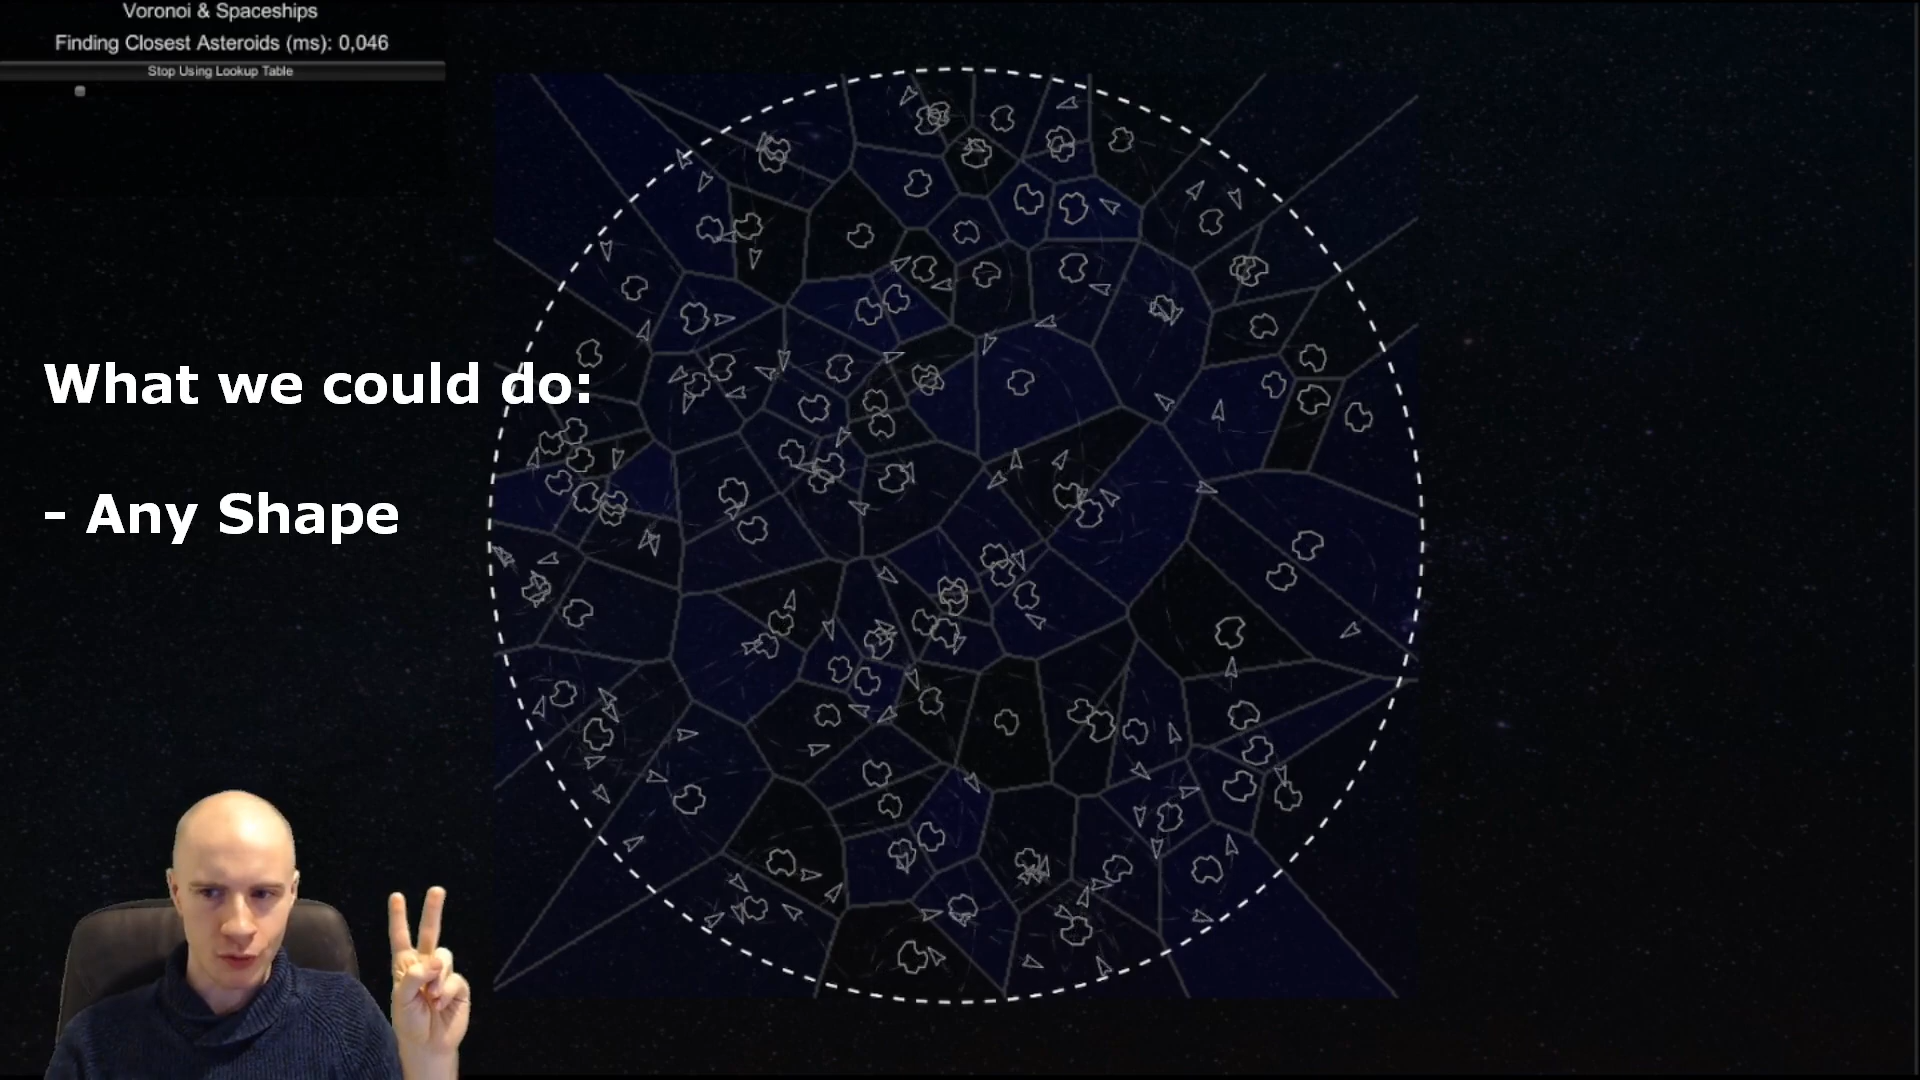 Voronoi & Spaceships
Finding Closest Asteroids (ms): 0,046
Stop Using Lookup Table
What we could do:
- Any Shape